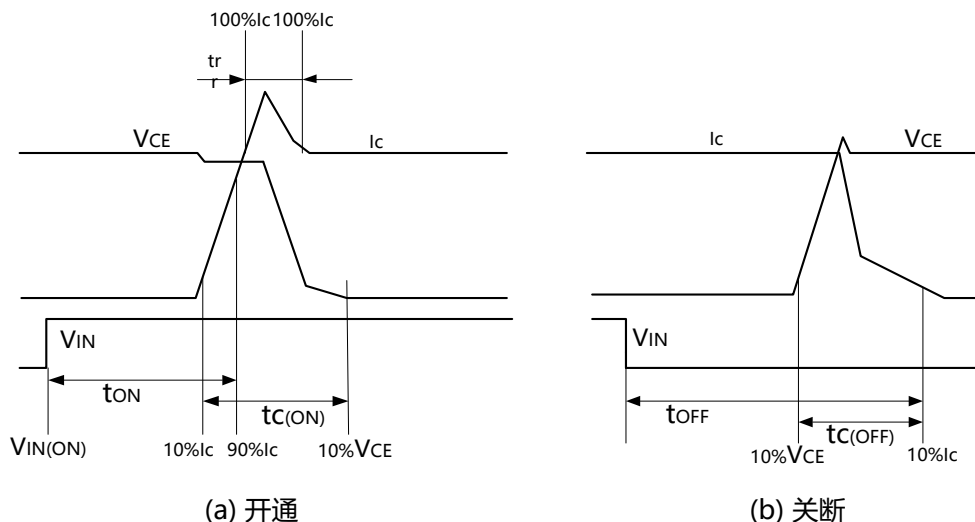 100%Ic 100%Ic
tr
r
VCE
Ic
VIN
tON
tC(ON)
VIN(ON)
10%Ic
90%Ic
10%VCE
(a) 开通
Ic
VCE
VIN
tOFF
tC(OFF)
10%VCE
10%Ic
(b) 关断